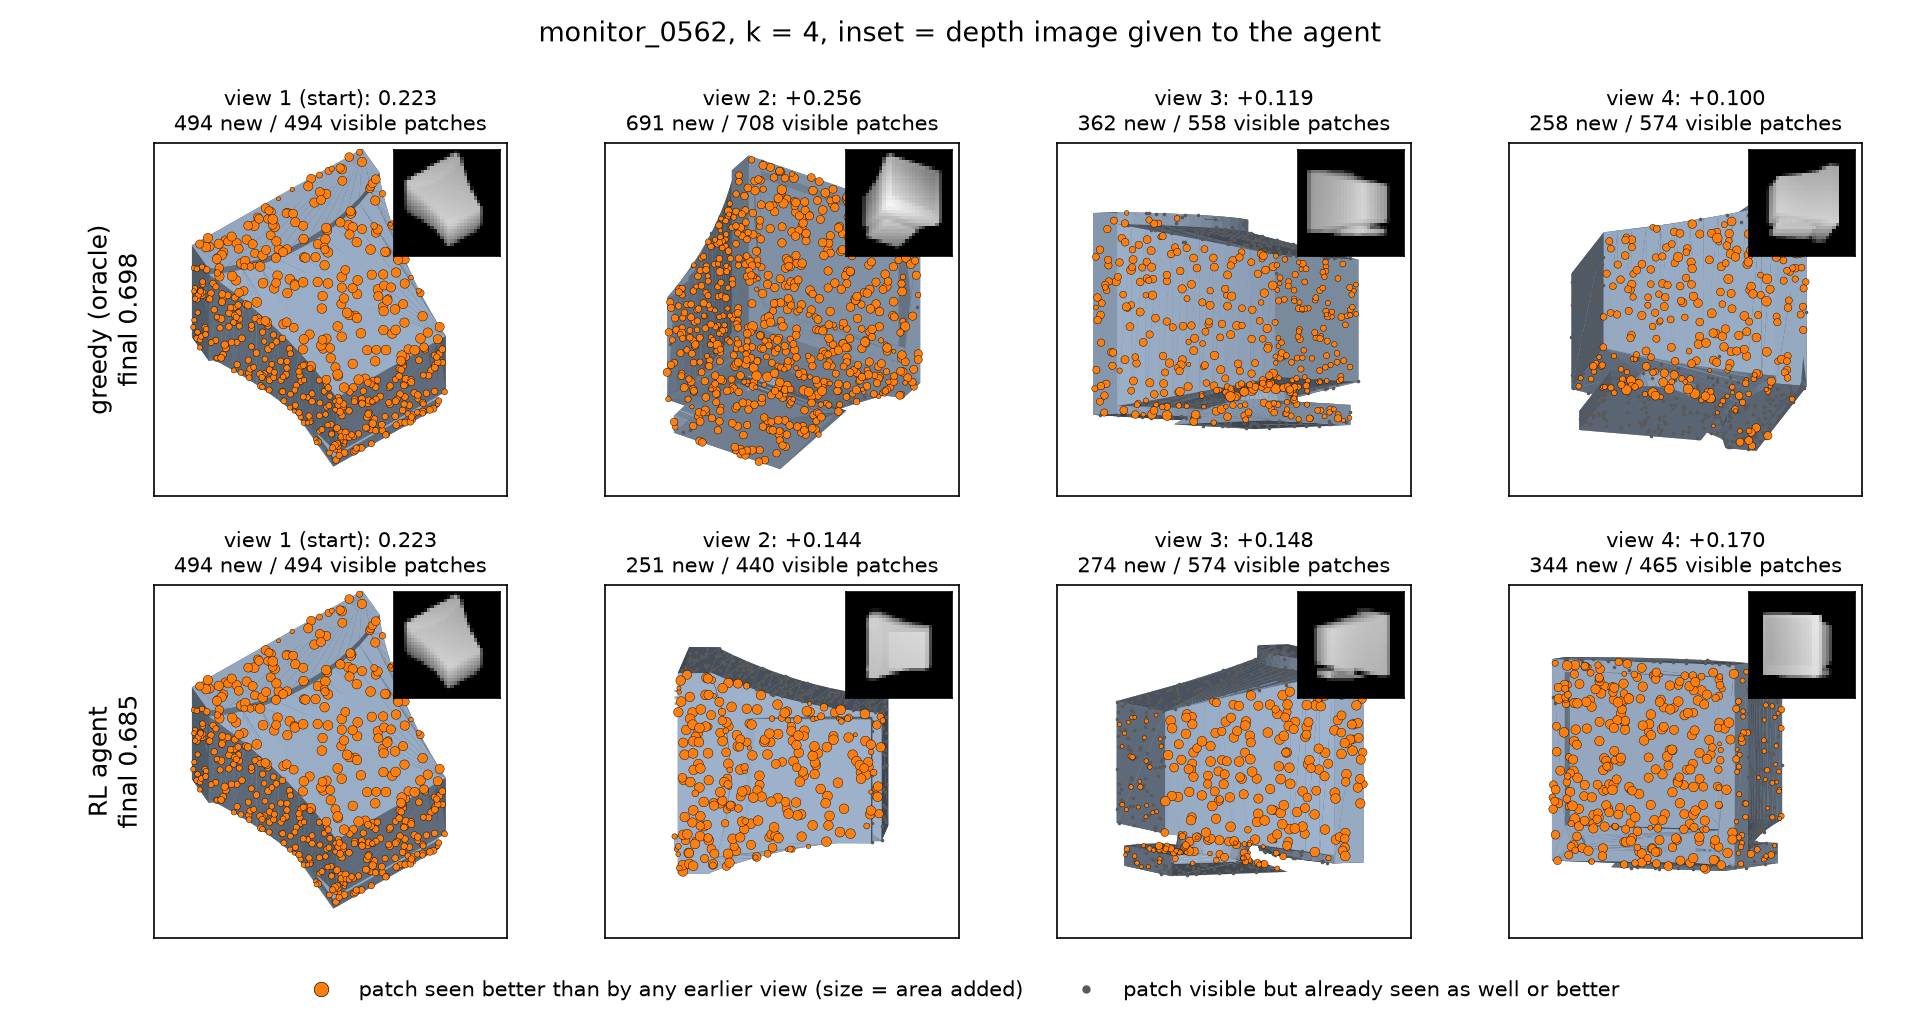 monitor_0562, k = 4, inset = depth image given to the agent
view 1 (start): 0.223
494 new / 494 visible patches
view 2: +0.256
691 new / 708 visible patches
view 3: +0.119
362 new / 558 visible patches
view 4: +0.100
258 new / 574 visible patches
greedy (oracle)
final 0.698
view 1 (start): 0.223
494 new / 494 visible patches
view 2: +0.144
251 new / 440 visible patches
view 3: +0.148
274 new / 574 visible patches
view 4: +0.170
344 new / 465 visible patches
RL agent
final 0.685
patch seen better than by any earlier view (size = area added)
patch visible but already seen as well or better